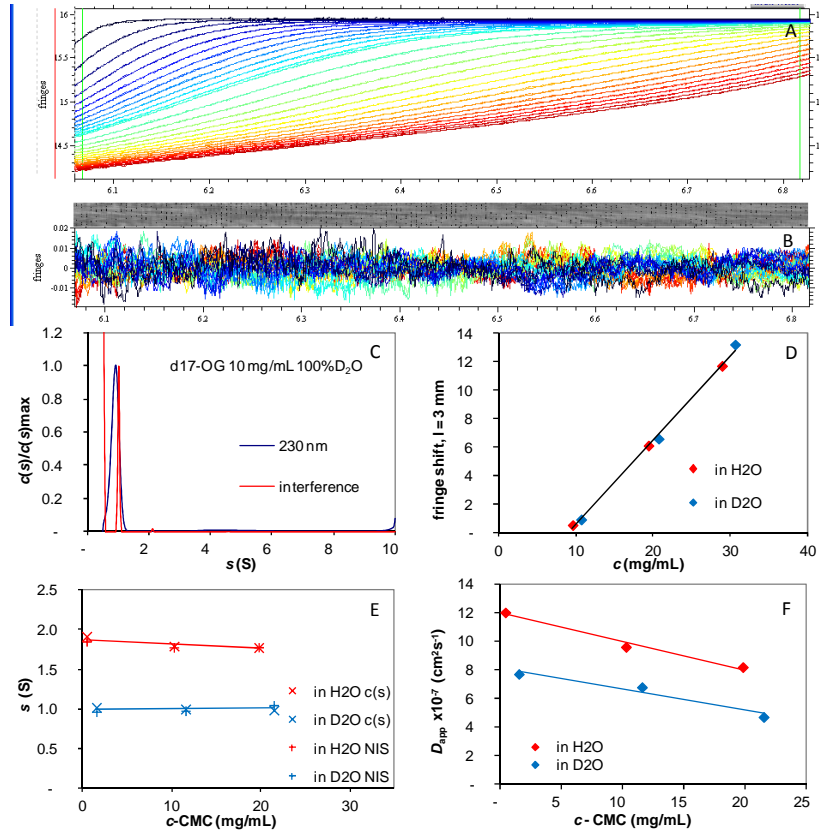 A
fringes
16
15.5
15
14.5
6.1
6.2
6.3
6.4
6.5
6.6
6.7
6.8
B
fringes
0.02
0.01
0
-0.01
6.1
6.2
6.3
6.4
6.5
6.6
6.7
6.8
C
d17-OG 10 mg/mL 100%D₂O
230 nm
interference
c(s)/c(s)max
1.2
1.0
0.8
0.6
0.4
0.2
-
- 2 4 6 8 10
s (S)
D
fringe shift, l = 3 mm
14
12
10
8
6
4
2
-
in H2O
in D2O
0 10 20 30 40
c (mg/mL)
E
s (S)
2.5
2.0
1.5
1.0
0.5
-
in H2O c(s)
in D2O c(s)
in H2O NIS
in D2O NIS
0 10 20 30
c-CMC (mg/mL)
F
Dapp x10⁻⁷ (cm²s⁻¹)
14
12
10
8
6
4
2
-
in H2O
in D2O
0 5 10 15 20 25
c - CMC (mg/mL)